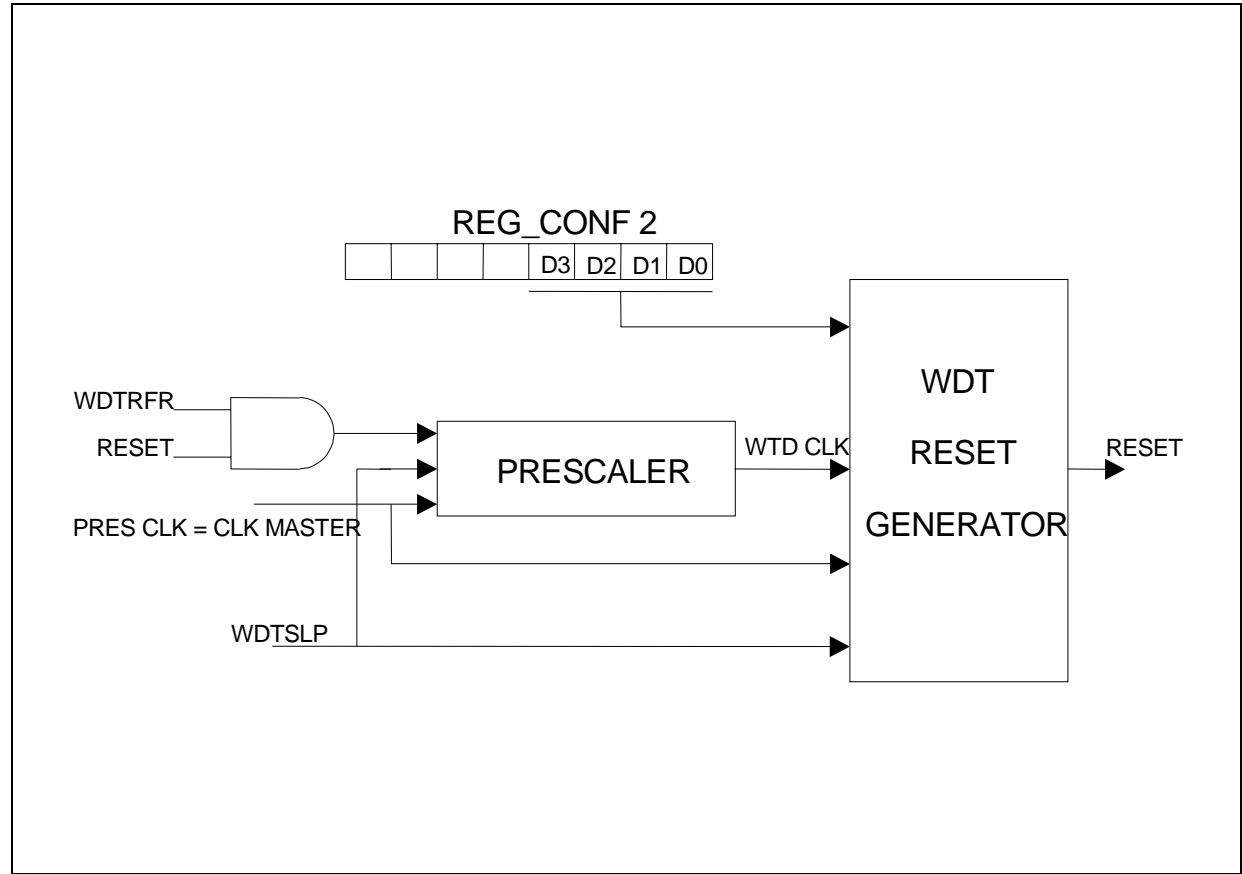 REG_CONF 2
D3 D2 D1 D0
WDTRFR
RESET
PRES CLK = CLK MASTER
WDTSLP
PRESCALER
WTD CLK
WDT
RESET
GENERATOR
RESET